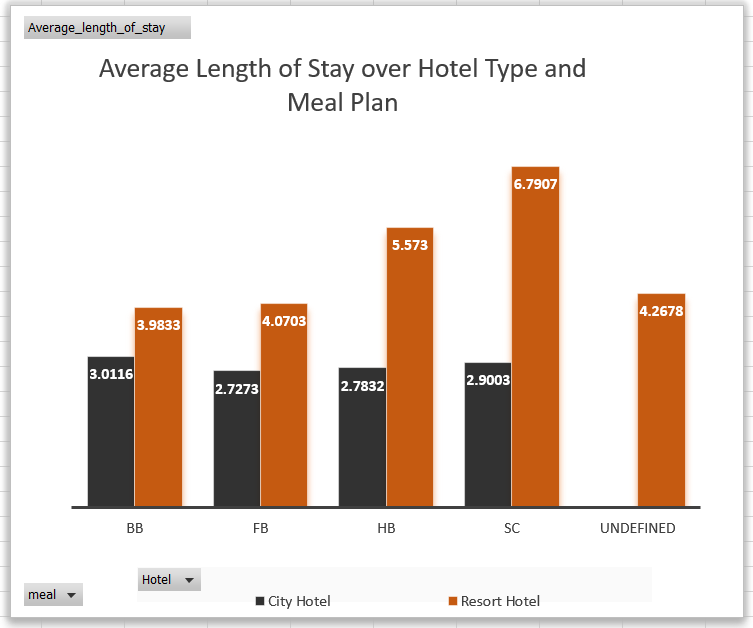 Average_length_of_stay
Average Length of Stay over Hotel Type and
Meal Plan
6.7907
5.573
4.2678
4.0703
3.9833
3.0116
2.9003
2.7832
2.7273
BB FB HB SC UNDEFINED
Hotel
meal
City Hotel Resort Hotel